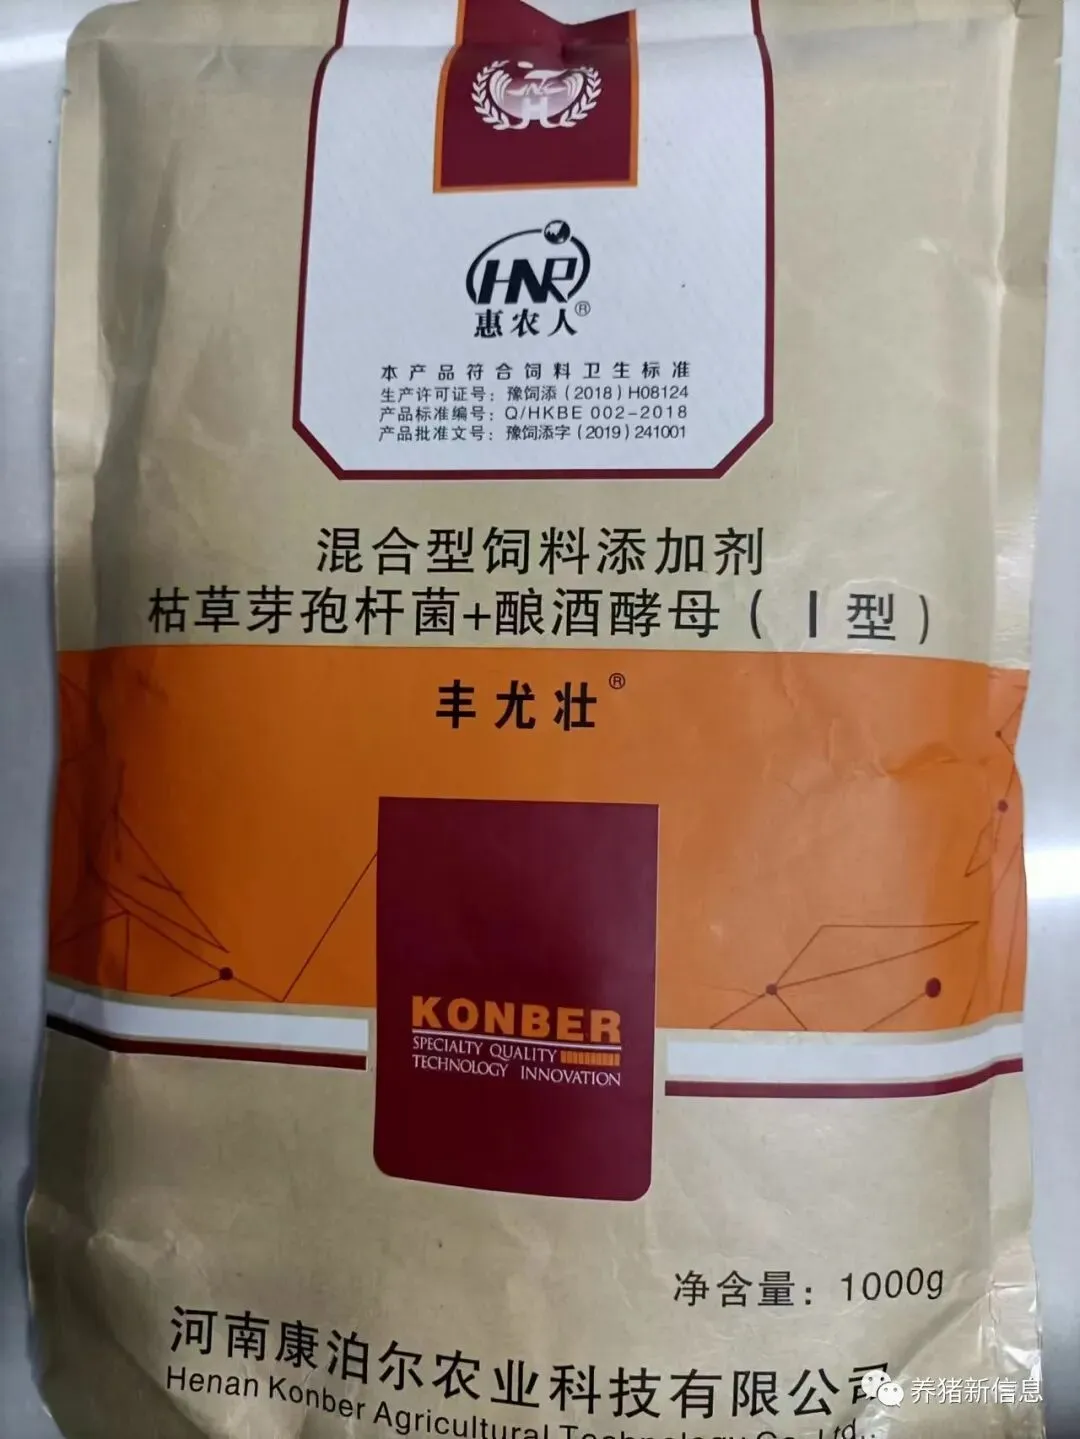 HNR
惠农人®
本产品符合饲料卫生标准
生产许可证号：豫饲添（2018）H08124
产品标准编号：Q/HKBE 002-2018
产品批准文号：豫饲添字（2019）241001
混合型饲料添加剂
枯草芽孢杆菌+酿酒酵母（Ⅰ型）
丰尤壮®
KONBER
SPECIALTY QUALITY
TECHNOLOGY INNOVATION
净含量：1000g
河南康泊尔农业科技有限公司
Henan Konber Agricultural Technology Co., Ltd.
养猪新信息